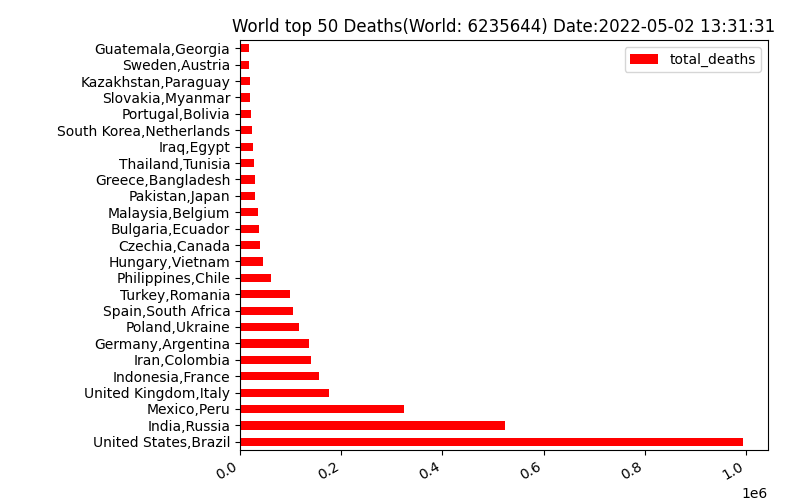 World top 50 Deaths(World: 6235644) Date:2022-05-02 13:31:31
total_deaths
Guatemala,Georgia
Sweden,Austria
Kazakhstan,Paraguay
Slovakia,Myanmar
Portugal,Bolivia
South Korea,Netherlands
Iraq,Egypt
Thailand,Tunisia
Greece,Bangladesh
Pakistan,Japan
Malaysia,Belgium
Bulgaria,Ecuador
Czechia,Canada
Hungary,Vietnam
Philippines,Chile
Turkey,Romania
Spain,South Africa
Poland,Ukraine
Germany,Argentina
Iran,Colombia
Indonesia,France
United Kingdom,Italy
Mexico,Peru
India,Russia
United States,Brazil
0.0 0.2 0.4 0.6 0.8 1.0
1e6